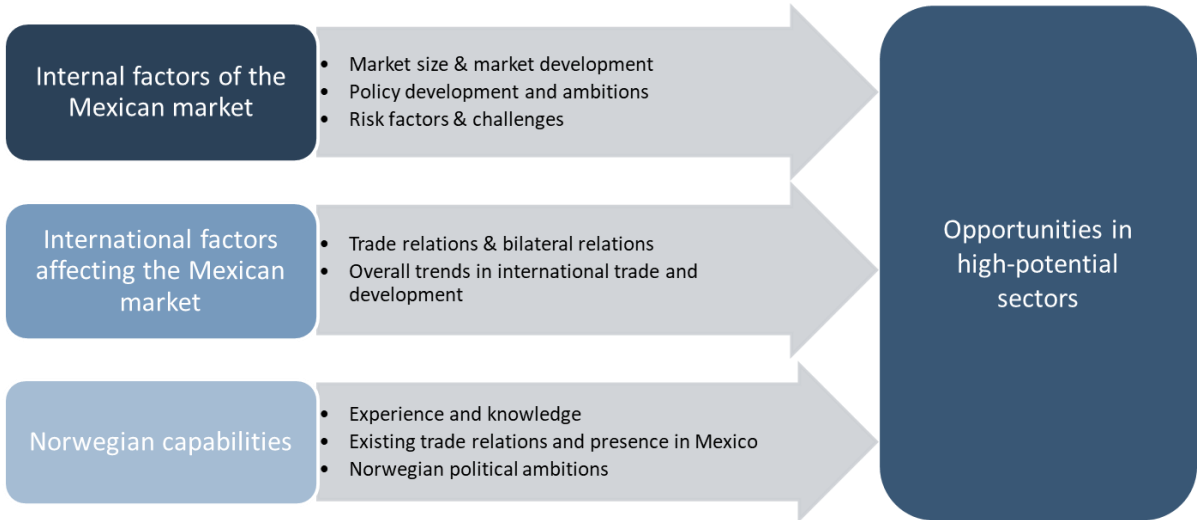 Internal factors of the
Mexican market
• Market size & market development
• Policy development and ambitions
• Risk factors & challenges
International factors
affecting the Mexican
market
• Trade relations & bilateral relations
• Overall trends in international trade and
development
Norwegian capabilities
• Experience and knowledge
• Existing trade relations and presence in Mexico
• Norwegian political ambitions
Opportunities in
high-potential
sectors